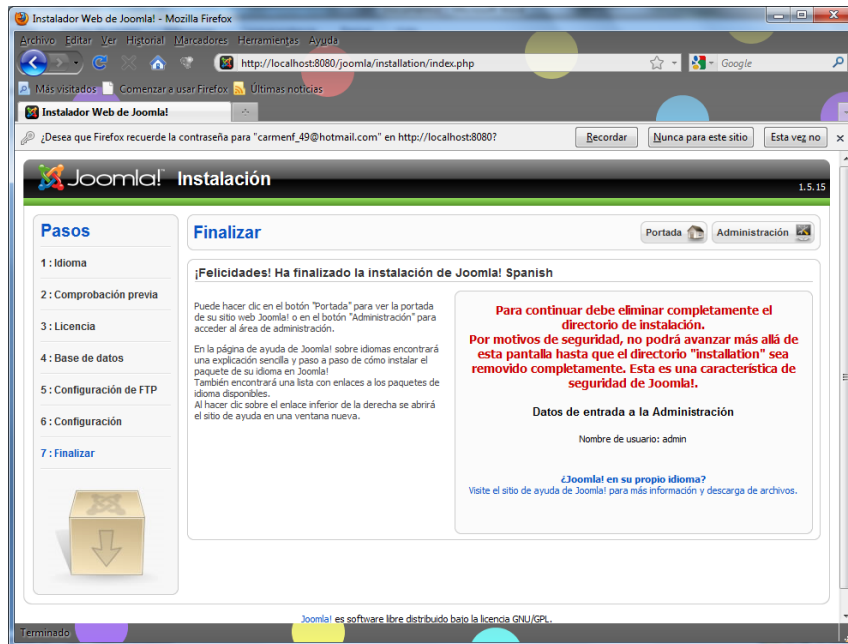 Instalador Web de Joomla! - Mozilla Firefox
Archivo Editar Ver Historial Marcadores Herramientas Ayuda
http://localhost:8080/joomla/installation/index.php
Google
Más visitados Comenzar a usar Firefox Últimas noticias
Instalador Web de Joomla!
¿Desea que Firefox recuerde la contraseña para "carmenf_49@hotmail.com" en http://localhost:8080?
Recordar
Nunca para este sitio
Esta vez no
Joomla! Instalación
1.5.15
Pasos
1 : Idioma
2 : Comprobación previa
3 : Licencia
4 : Base de datos
5 : Configuración de FTP
6 : Configuración
7 : Finalizar
Finalizar
Portada
Administración
¡Felicidades! Ha finalizado la instalación de Joomla! Spanish
Puede hacer clic en el botón "Portada" para ver la portada
de su sitio web Joomla! o en el botón "Administración" para
acceder al área de administración.
En la página de ayuda de Joomla! sobre idiomas encontrará
una explicación sencilla y paso a paso de cómo instalar el
paquete de su idioma en Joomla!
También encontrará una lista con enlaces a los paquetes de
idioma disponibles.
Al hacer clic sobre el enlace inferior de la derecha se abrirá
el sitio de ayuda en una ventana nueva.
Para continuar debe eliminar completamente el
directorio de instalación.
Por motivos de seguridad, no podrá avanzar más allá de
esta pantalla hasta que el directorio "installation" sea
removido completamente. Esta es una característica de
seguridad de Joomla!.
Datos de entrada a la Administración
Nombre de usuario: admin
¿Joomla! en su propio idioma?
Visite el sitio de ayuda de Joomla! para más información y descarga de archivos.
Joomla! es software libre distribuido bajo la licencia GNU/GPL.
Terminado